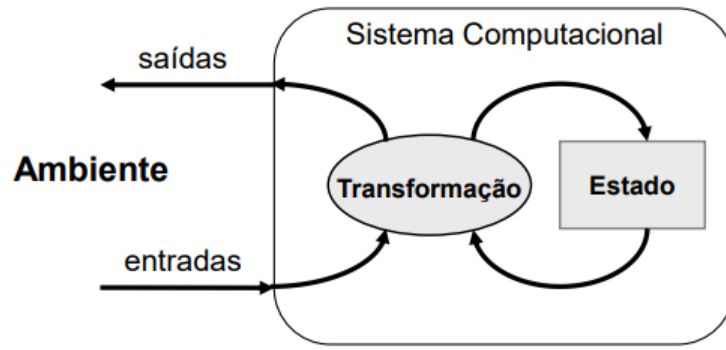 Sistema Computacional
saídas
Ambiente
Transformação
Estado
entradas